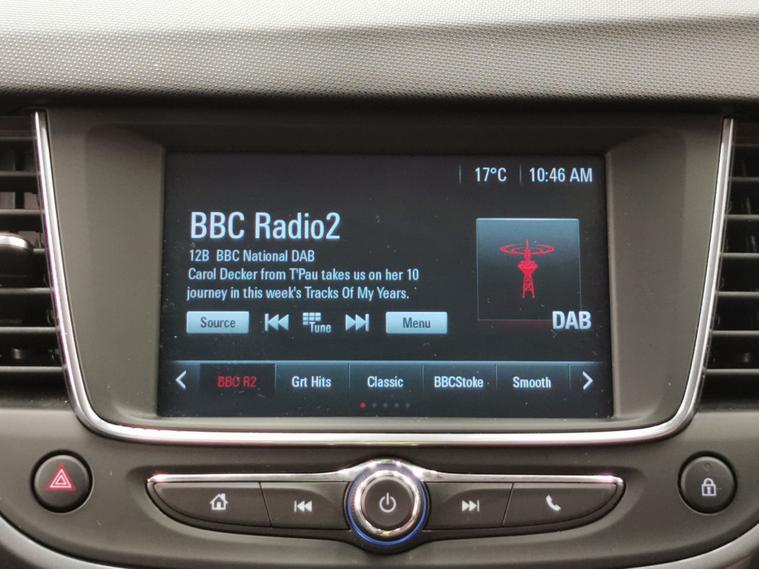 17°C 10:46 AM
BBC Radio2
12B BBC National DAB
Carol Decker from T'Pau takes us on her 10
journey in this week's Tracks Of My Years.
DAB
Source Tune Menu
BBC R2 Grt Hits Classic BBCStoke Smooth